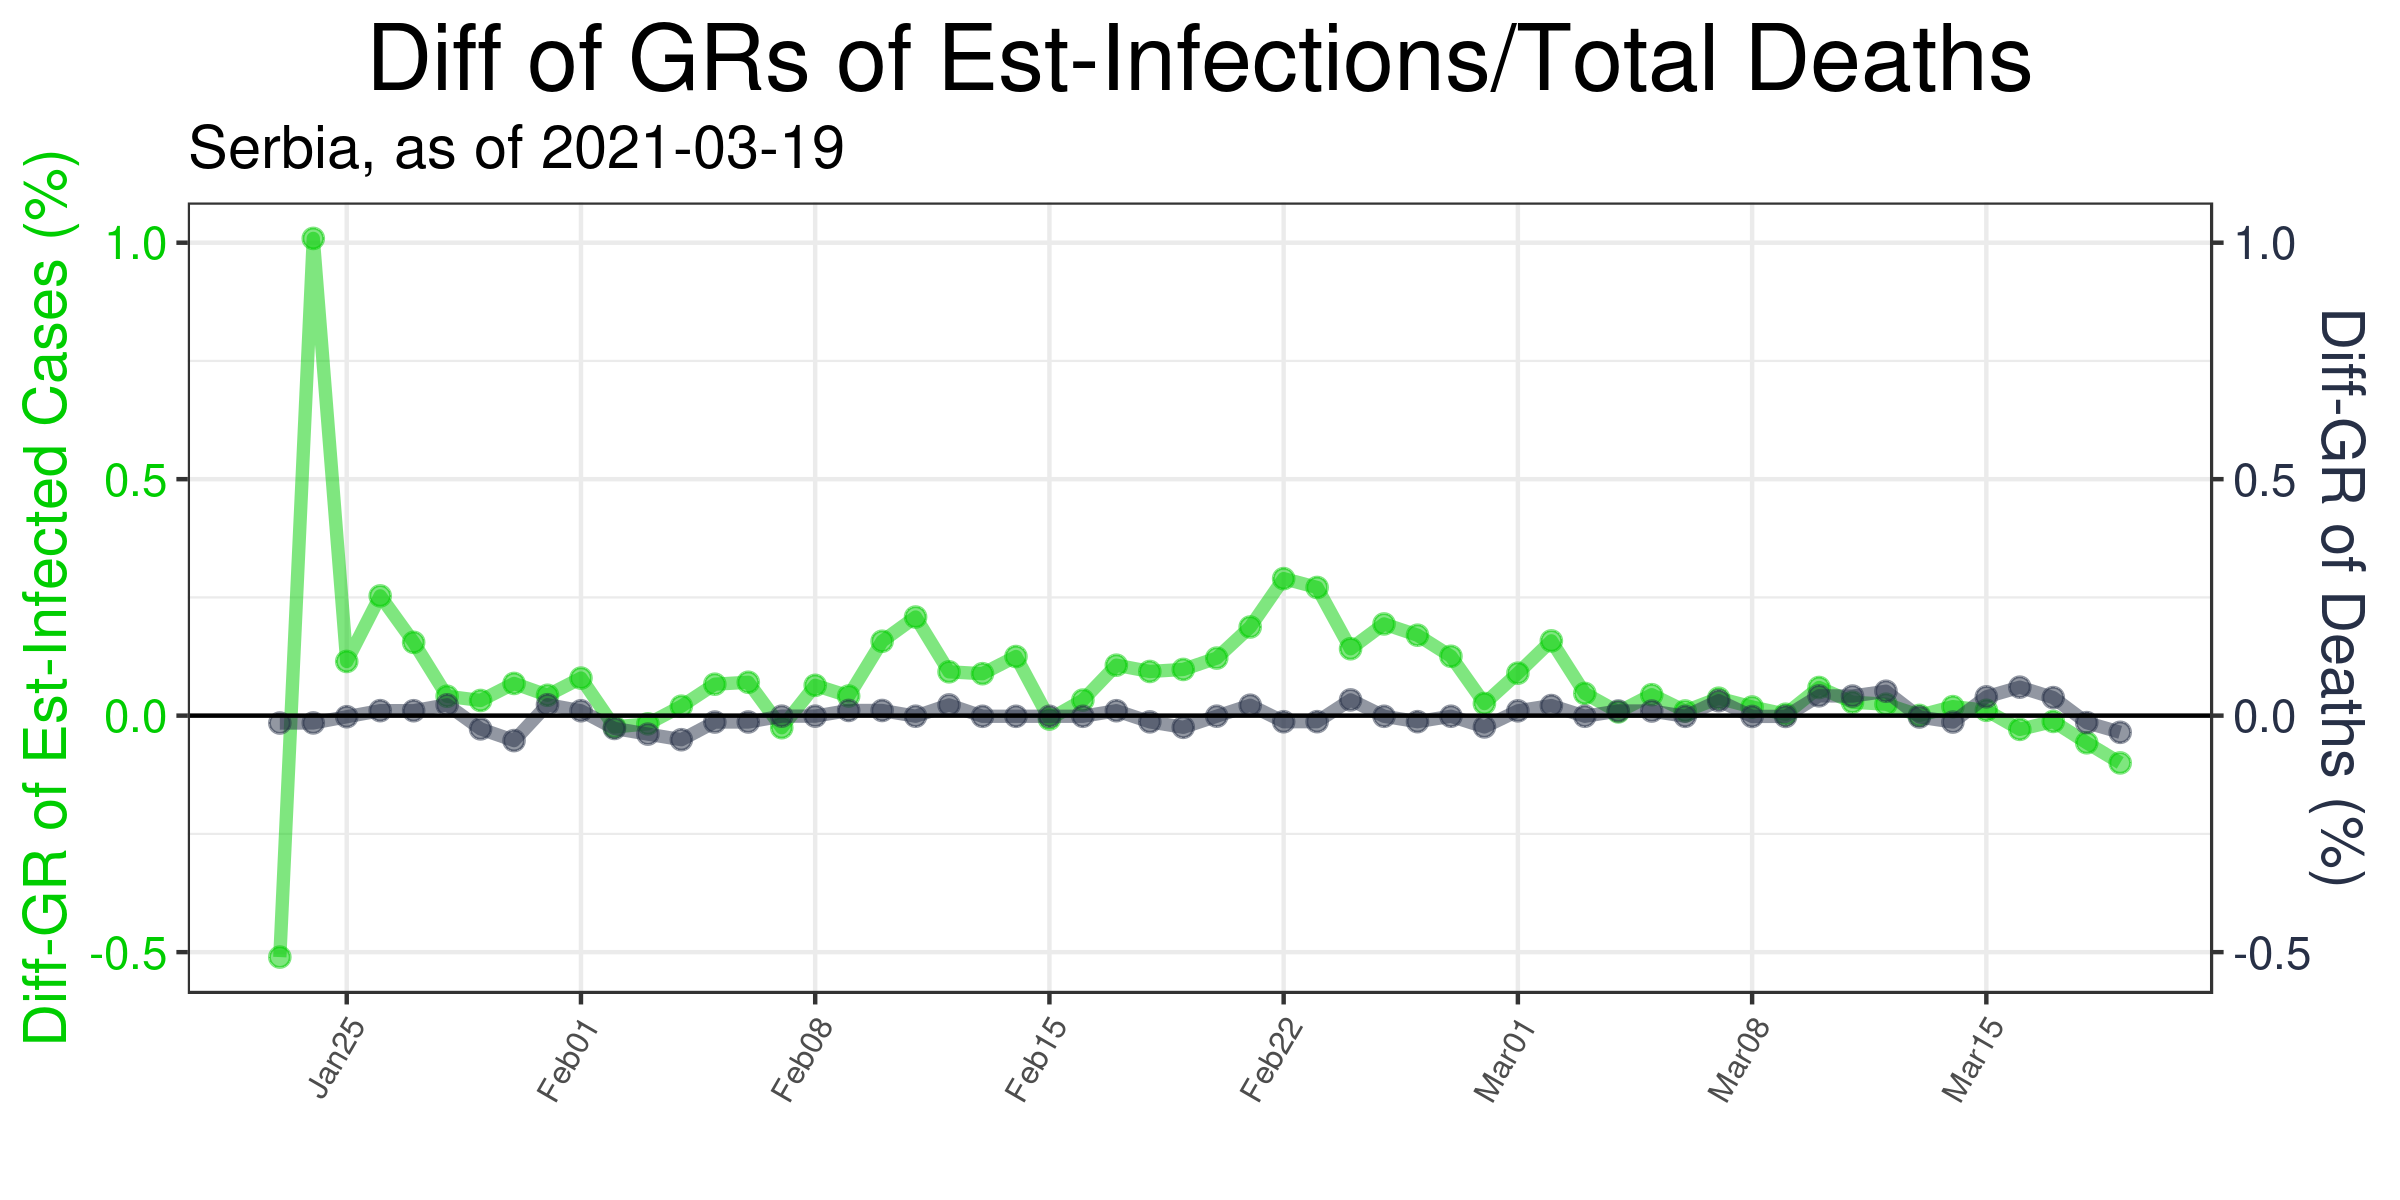 Diff of GRs of Est-Infections/Total Deaths
Serbia, as of 2021-03-19
Diff-GR of Est-Infected Cases (%)
1.0
0.5
0.0
-0.5
1.0
0.5
0.0
-0.5
Diff-GR of Deaths (%)
Jan25
Feb01
Feb08
Feb15
Feb22
Mar01
Mar08
Mar15